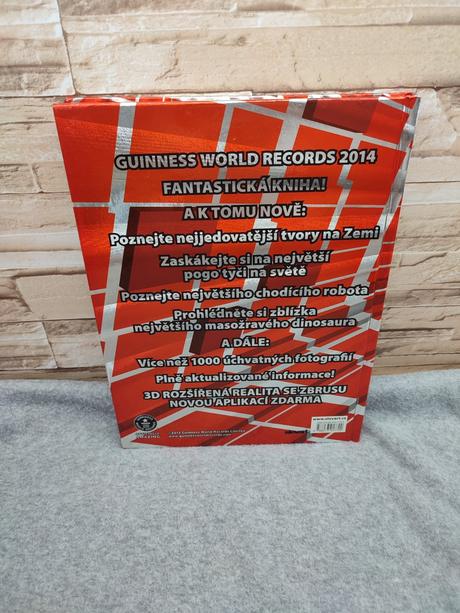 GUINNESS WORLD RECORDS 2014
FANTASTICKÁ KNIHA!
A K TOMU NOVĚ:
Poznejte nejjedovatější tvory na Zemi
Zaskákejte si na největší
pogo tyči na světě
Poznejte největšího chodícího robota
Prohlédněte si zblízka
největšího masožravého dinosaura
A DÁLE:
Více než 1000 úchvatných fotografií
Plně aktualizované informace!
3D ROZŠÍŘENÁ REALITA SE ZBRUSU
NOVOU APLIKACÍ ZDARMA